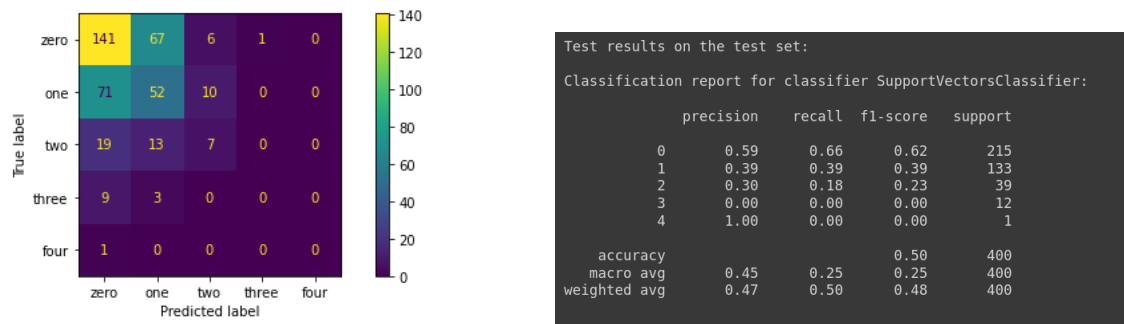 zero 141 67 6 1 0
one 71 52 10 0 0
two 19 13 7 0 0
three 9 3 0 0 0
four 1 0 0 0 0
zero one two three four
Predicted label
True label
140
120
100
80
60
40
20
0
Test results on the test set:
Classification report for classifier SupportVectorsClassifier:
precision recall f1-score support
0 0.59 0.66 0.62 215
1 0.39 0.39 0.39 133
2 0.30 0.18 0.23 39
3 0.00 0.00 0.00 12
4 1.00 0.00 0.00 1
accuracy 0.50 400
macro avg 0.45 0.25 0.25 400
weighted avg 0.47 0.50 0.48 400